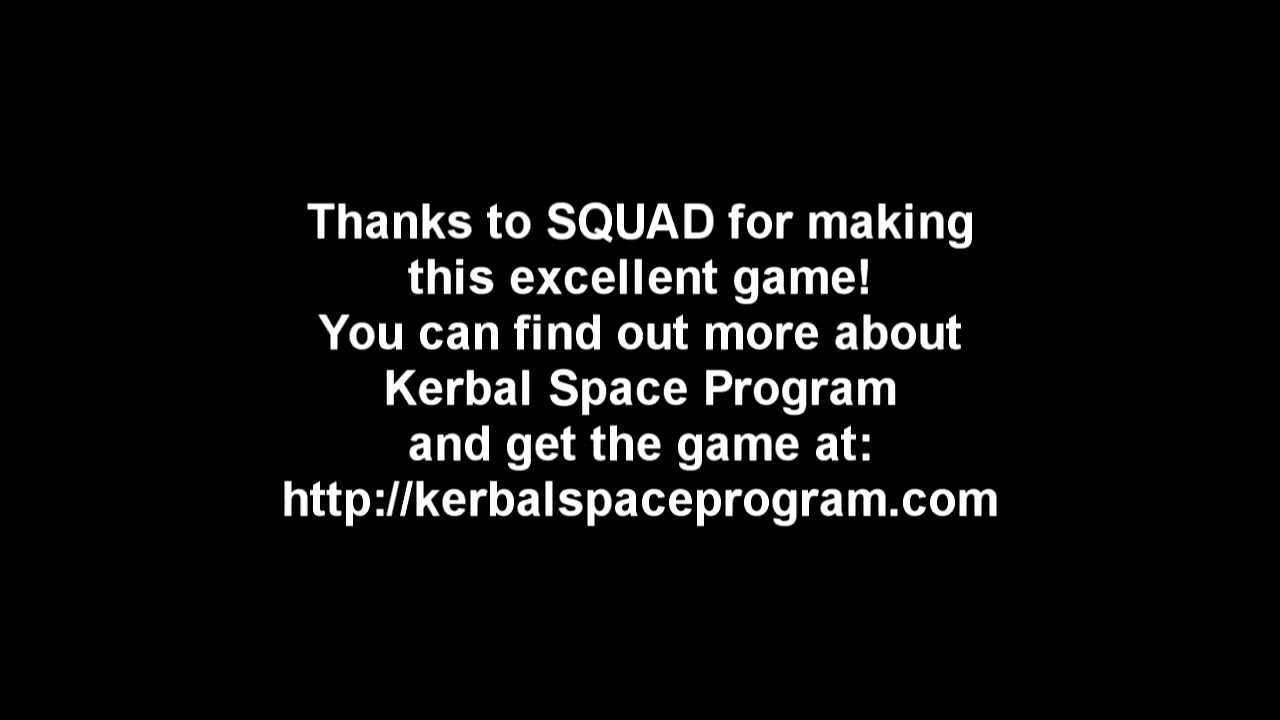 Thanks to SQUAD for making
this excellent game!
You can find out more about
Kerbal Space Program
and get the game at:
http://kerbalspaceprogram.com